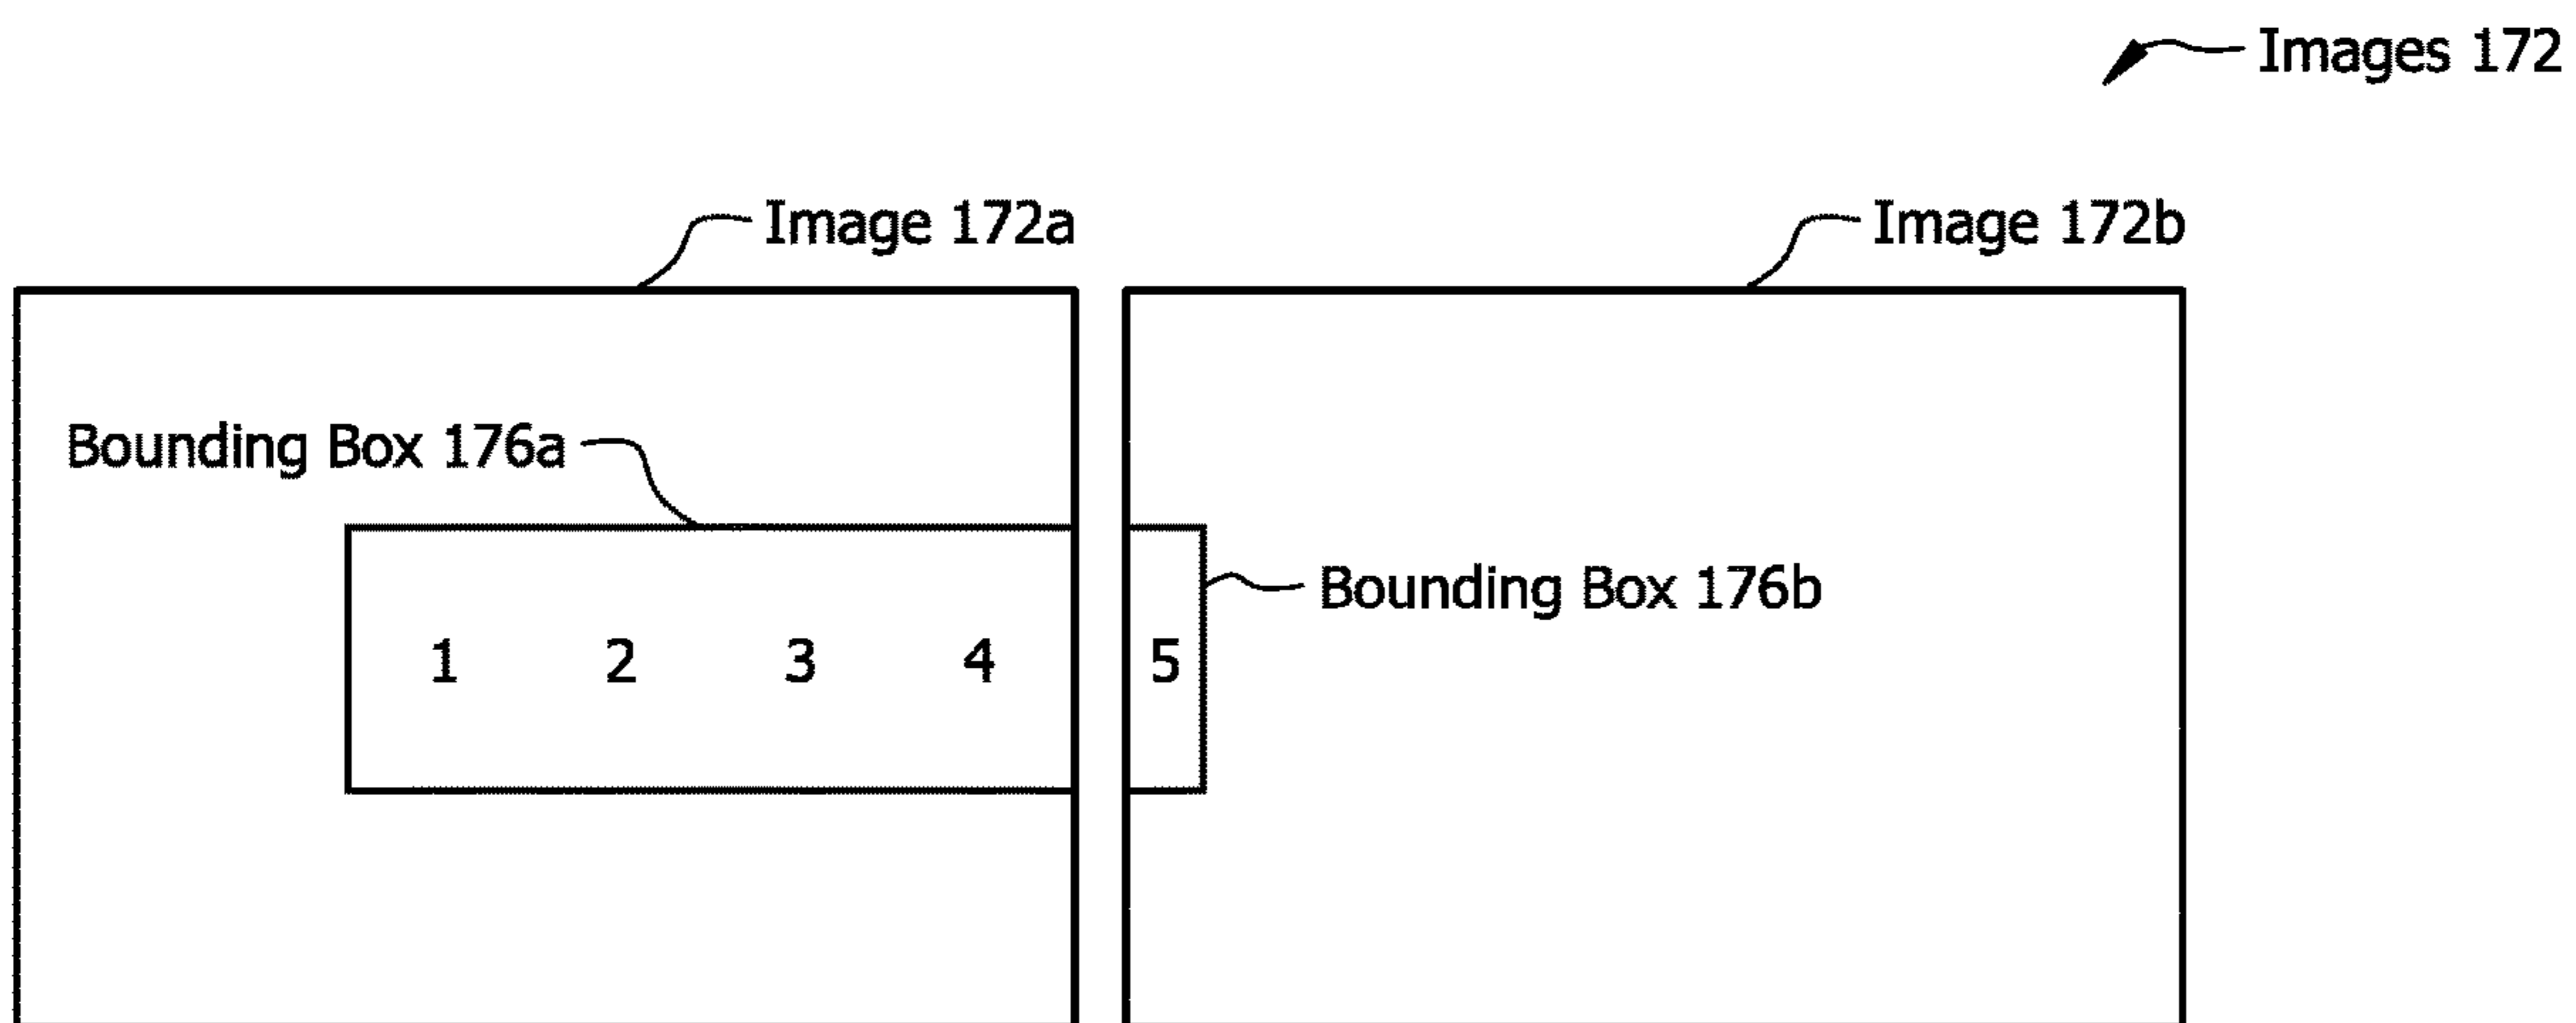 Images 172
Image 172a
Image 172b
Bounding Box 176a
Bounding Box 176b
1 2 3 4 5